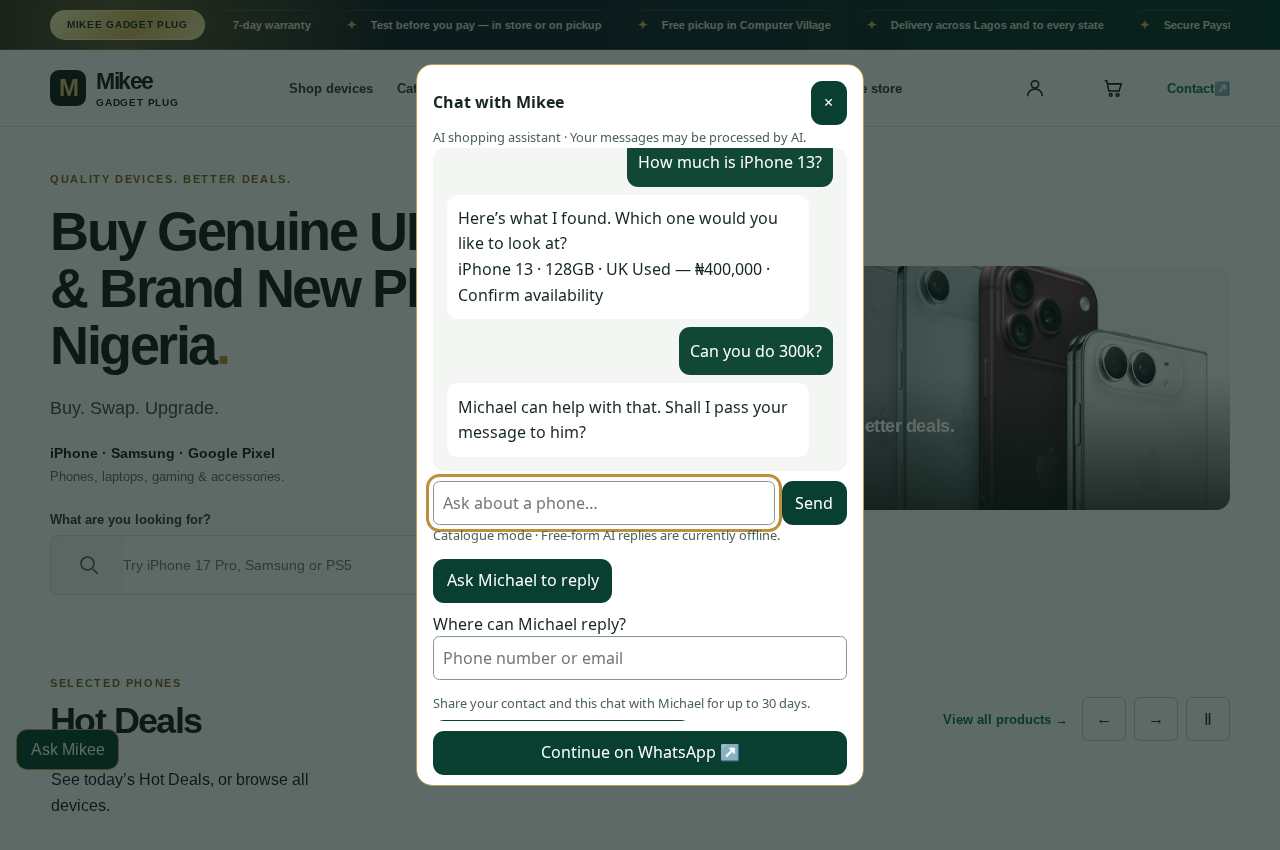 MIKEE GADGET PLUG
7-day warranty ✦ Test before you pay — in store or on pickup ✦ Free pickup in Computer Village ✦ Delivery across Lagos and to every state ✦ Secure
M Mikee
GADGET PLUG
Shop devices
store
Contact↗
QUALITY DEVICES. BETTER DEALS.
Buy Genuine
& Brand New
Nigeria.
Buy. Swap. Upgrade.
iPhone · Samsung · Google Pixel
Phones, laptops, gaming & accessories.
What are you looking for?
Try iPhone 17 Pro, Samsung or PS5
deals.
Chat with Mikee
×
AI shopping assistant · Your messages may be processed by AI.
How much is iPhone 13?
Here’s what I found. Which one would you
like to look at?
iPhone 13 · 128GB · UK Used — ₦400,000 ·
Confirm availability
Can you do 300k?
Michael can help with that. Shall I pass your
message to him?
Ask about a phone…
Send
Catalogue mode · Free-form AI replies are currently offline.
Ask Michael to reply
Where can Michael reply?
Phone number or email
Share your contact and this chat with Michael for up to 30 days.
Continue on WhatsApp ↗
SELECTED PHONES
Hot Deals
View all products →
← → II
Ask Mikee
See today’s Hot Deals, or browse all
devices.